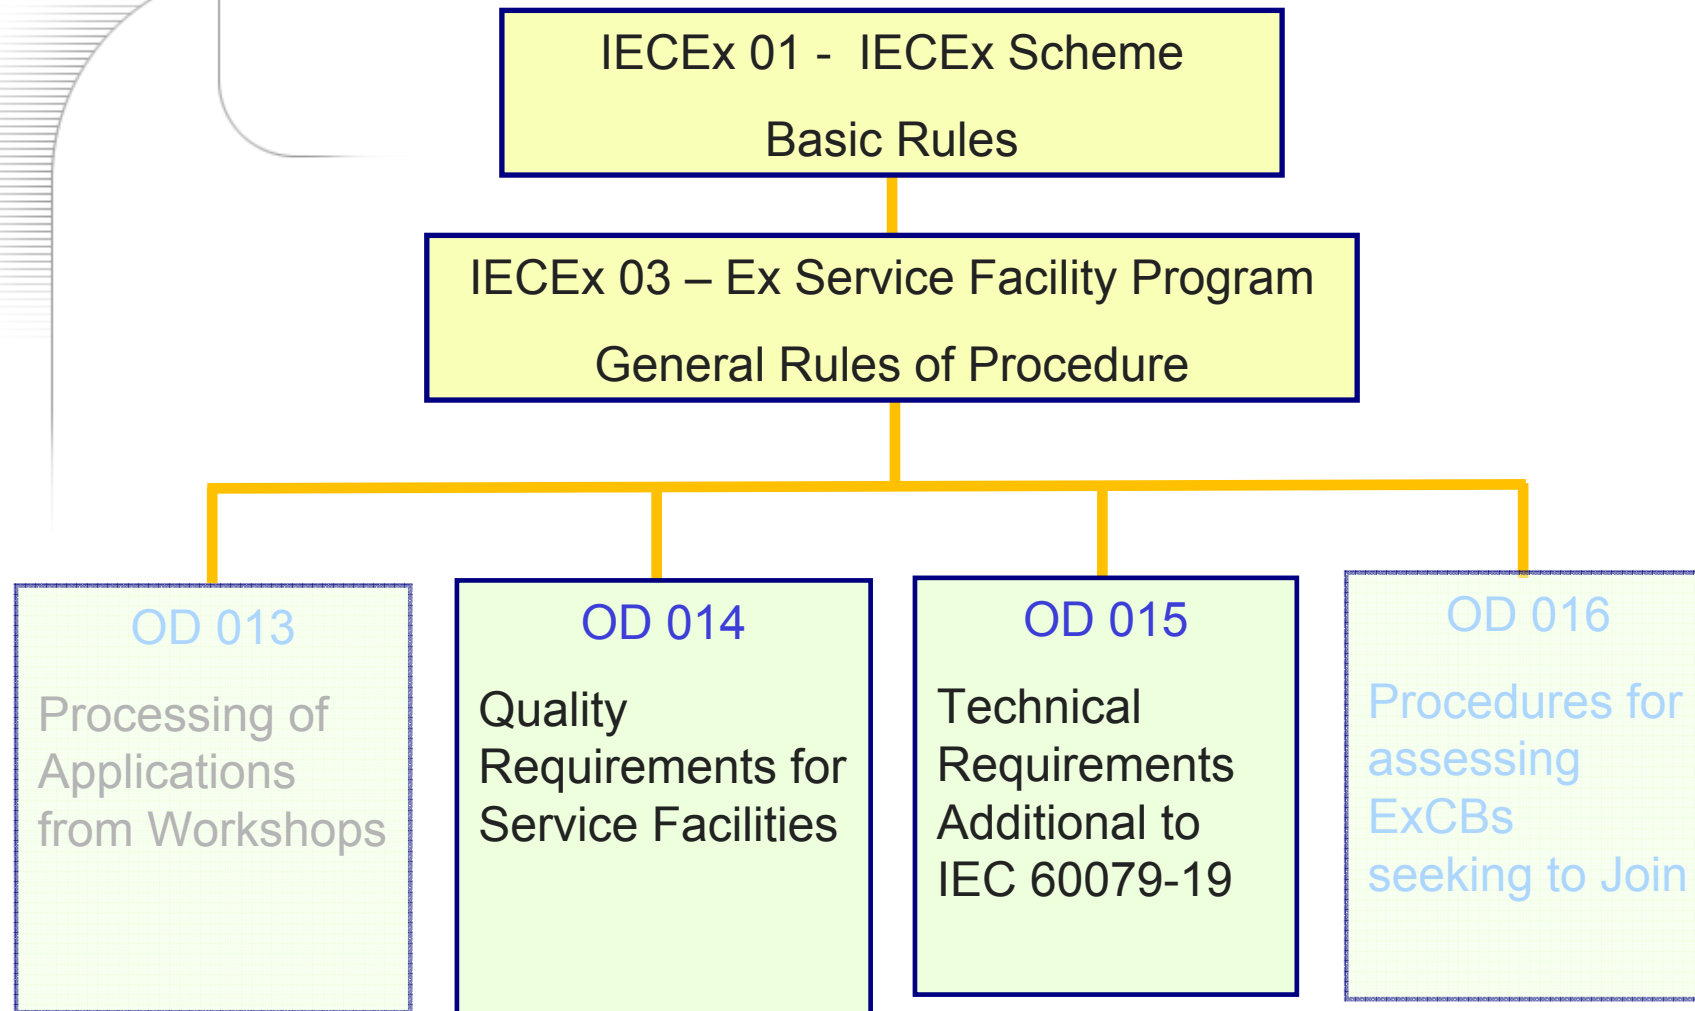 IECEx 01 - IECEx Scheme
Basic Rules
IECEx 03 – Ex Service Facility Program
General Rules of Procedure
OD 013
Processing of
Applications
from Workshops
OD 014
Quality
Requirements for
Service Facilities
OD 015
Technical
Requirements
Additional to
IEC 60079-19
OD 016
Procedures for
assessing
ExCBs
seeking to Join